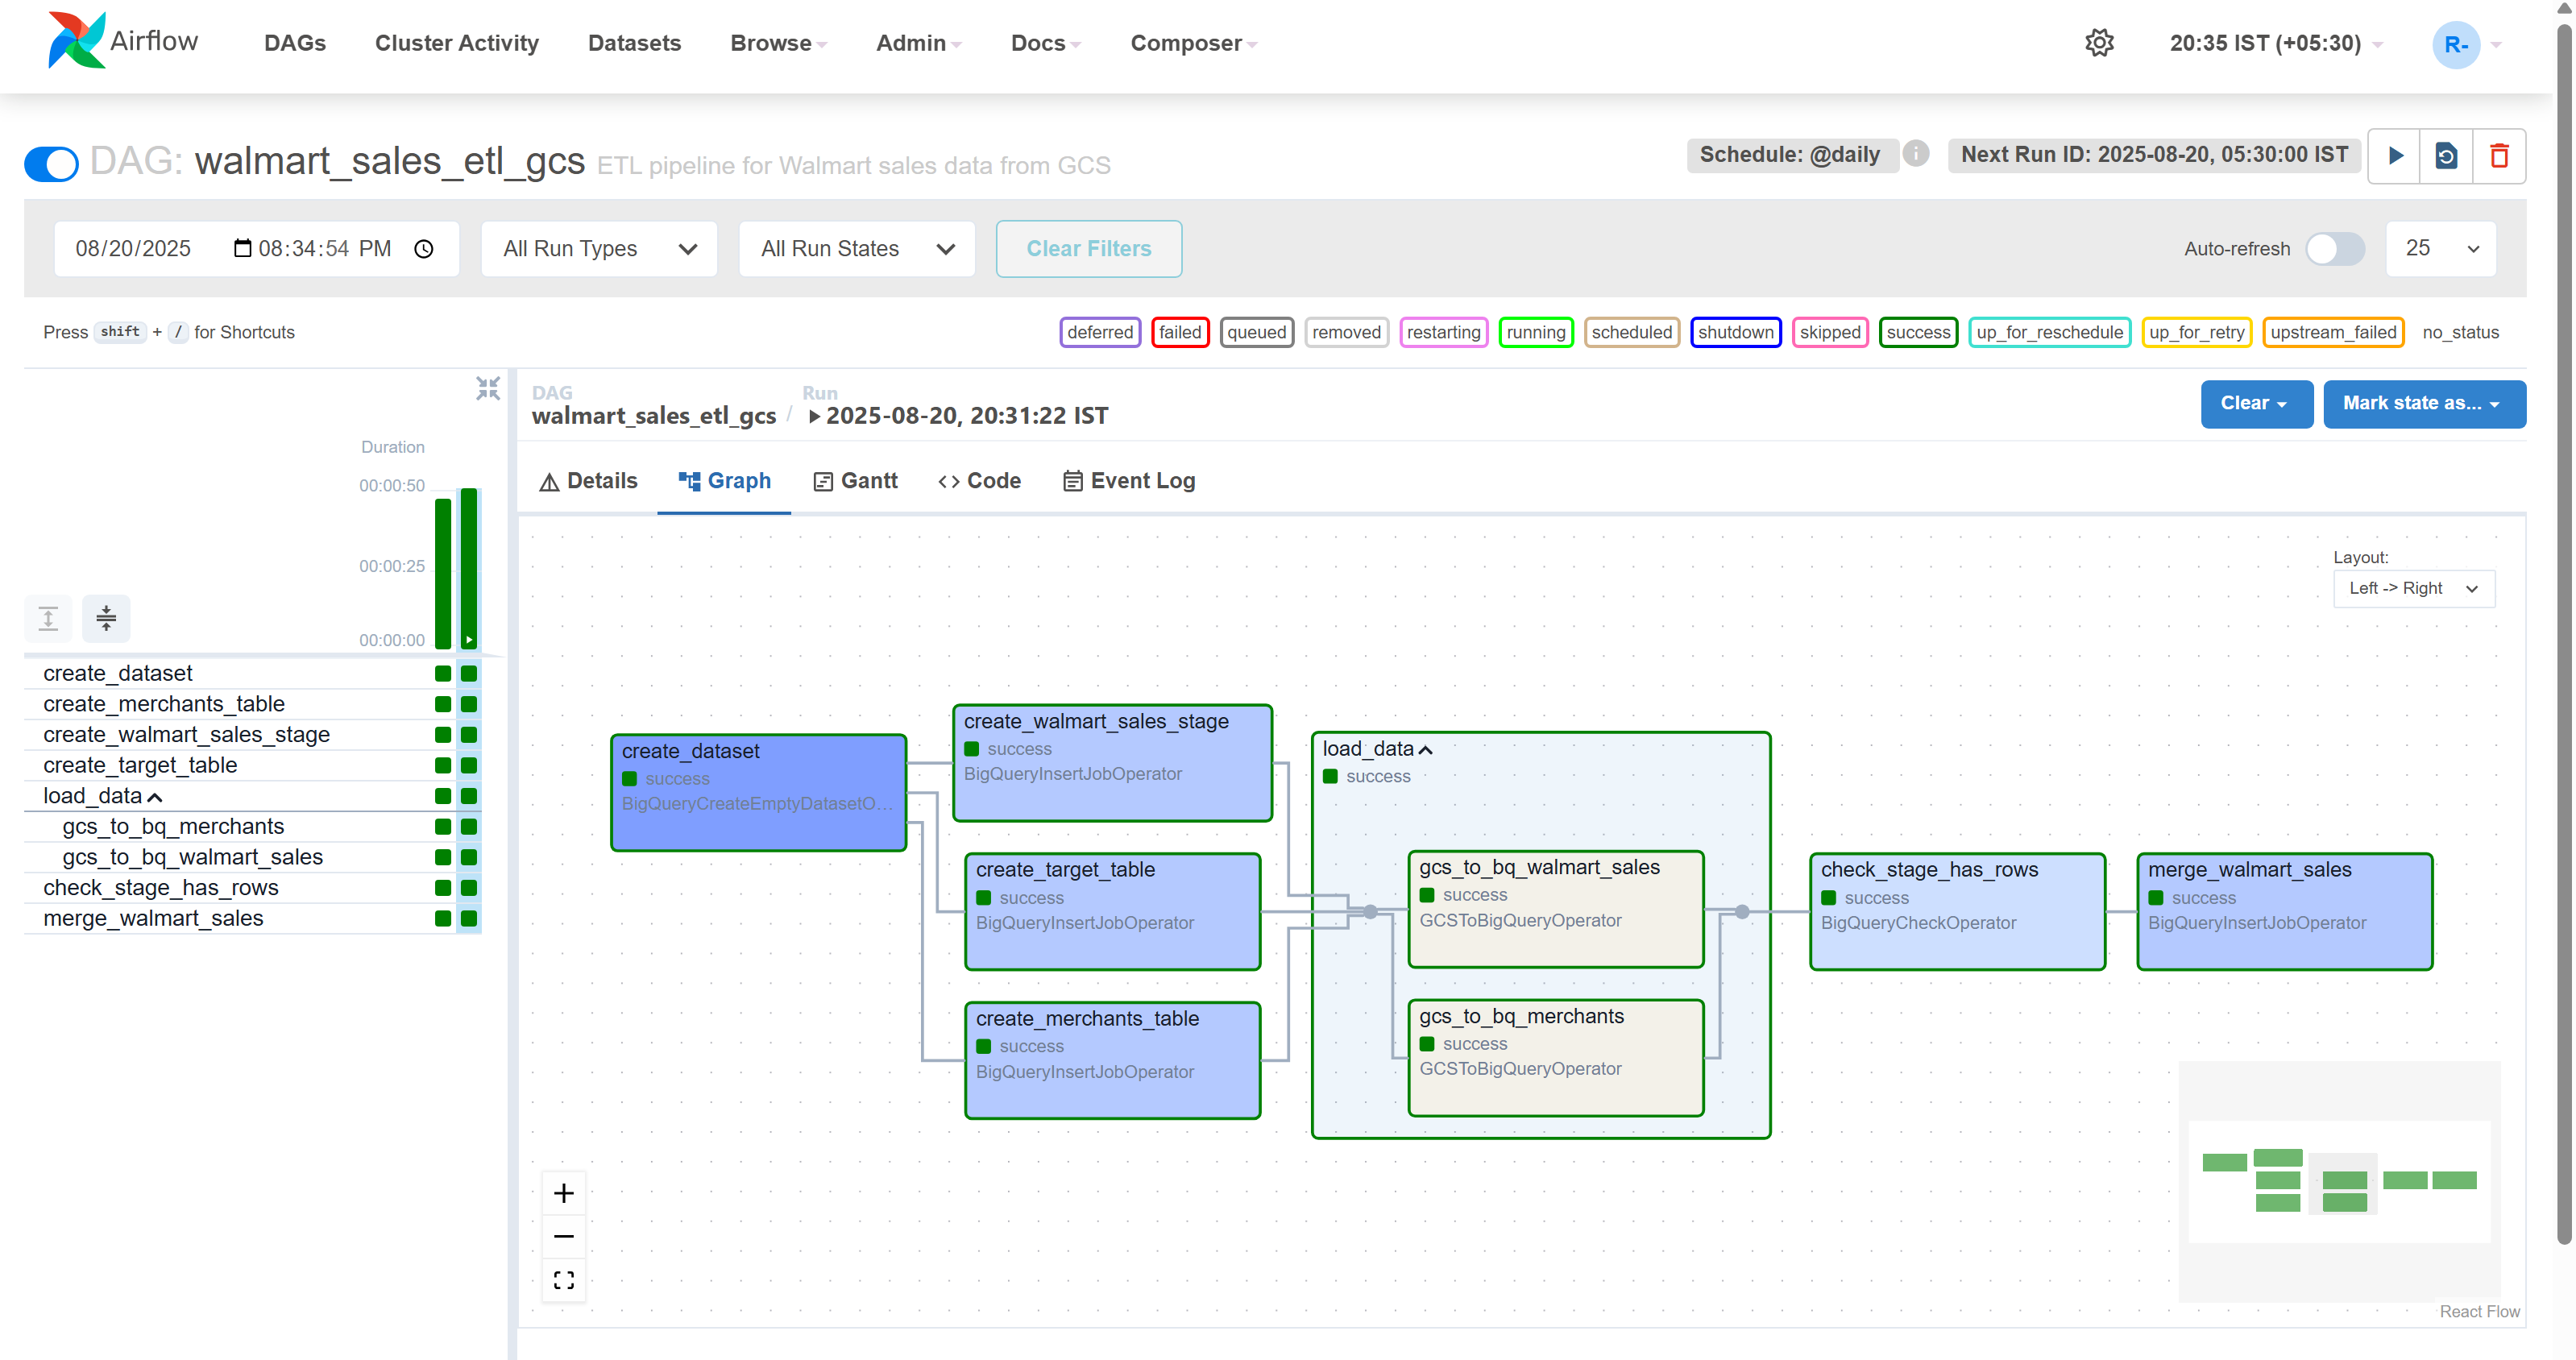 Airflow DAGs Cluster Activity Datasets Browse Admin Docs Composer 20:35 IST (+05:30) R-
DAG: walmart_sales_etl_gcs ETL pipeline for Walmart sales data from GCS Schedule: @daily i Next Run ID: 2025-08-20, 05:30:00 IST
08/20/2025 08:34:54 PM All Run Types All Run States Clear Filters Auto-refresh 25
Press shift + / for Shortcuts deferred failed queued removed restarting running scheduled shutdown skipped success up_for_reschedule up_for_retry upstream_failed no_status
Duration
00:00:50
00:00:25
00:00:00
create_dataset
create_merchants_table
create_walmart_sales_stage
create_target_table
load_data
gcs_to_bq_merchants
gcs_to_bq_walmart_sales
check_stage_has_rows
merge_walmart_sales
DAG Run
walmart_sales_etl_gcs / 2025-08-20, 20:31:22 IST
Clear Mark state as...
Details Graph Gantt Code Event Log
Layout:
Left -> Right
create_dataset
success
BigQueryCreateEmptyDatasetO...
create_walmart_sales_stage
success
BigQueryInsertJobOperator
create_target_table
success
BigQueryInsertJobOperator
create_merchants_table
success
BigQueryInsertJobOperator
load_data
success
gcs_to_bq_walmart_sales
success
GCSToBigQueryOperator
gcs_to_bq_merchants
success
GCSToBigQueryOperator
check_stage_has_rows
success
BigQueryCheckOperator
merge_walmart_sales
success
BigQueryInsertJobOperator
React Flow